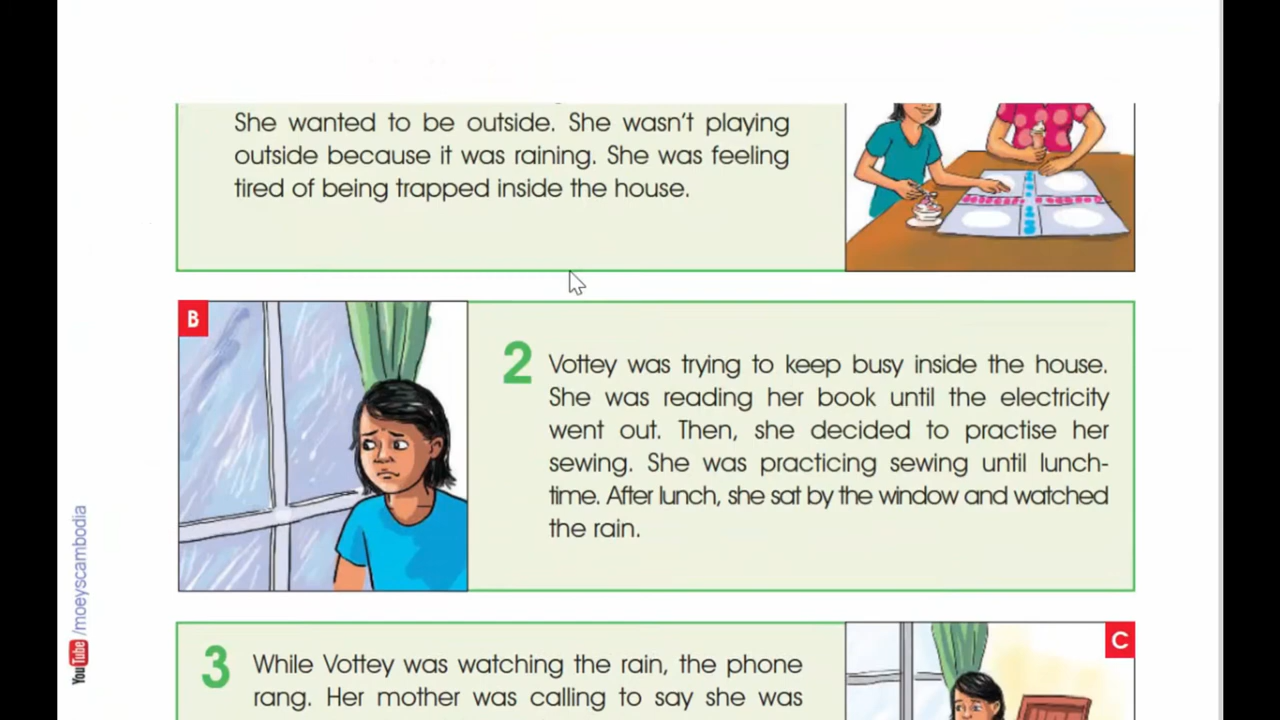 She wanted to be outside. She wasn't playing
outside because it was raining. She was feeling
tired of being trapped inside the house.
B
2 Vottey was trying to keep busy inside the house.
She was reading her book until the electricity
went out. Then, she decided to practise her
sewing. She was practicing sewing until lunch-
time. After lunch, she sat by the window and watched
the rain.
3 While Vottey was watching the rain, the phone
rang. Her mother was calling to say she was
C
YouTube /moeyscambodia